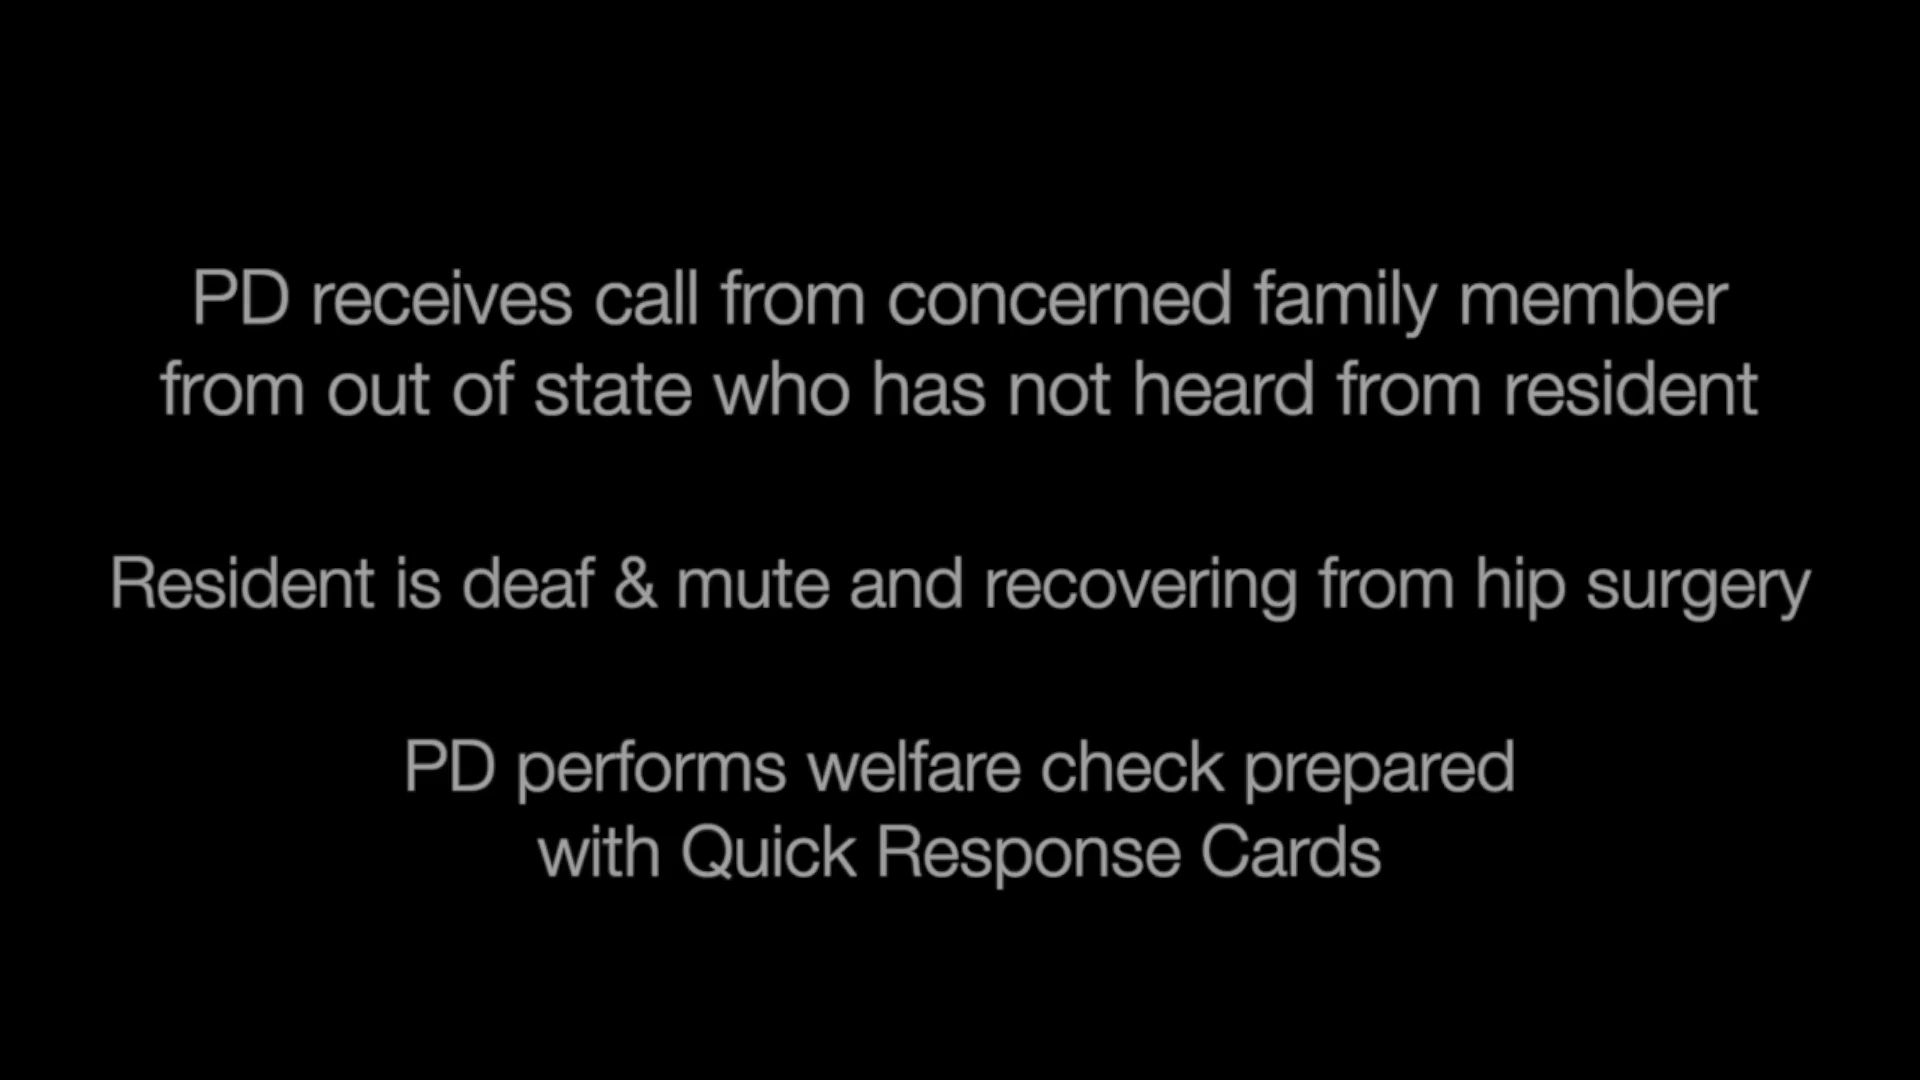 PD receives call from concerned family member
from out of state who has not heard from resident
Resident is deaf & mute and recovering from hip surgery
PD performs welfare check prepared
with Quick Response Cards